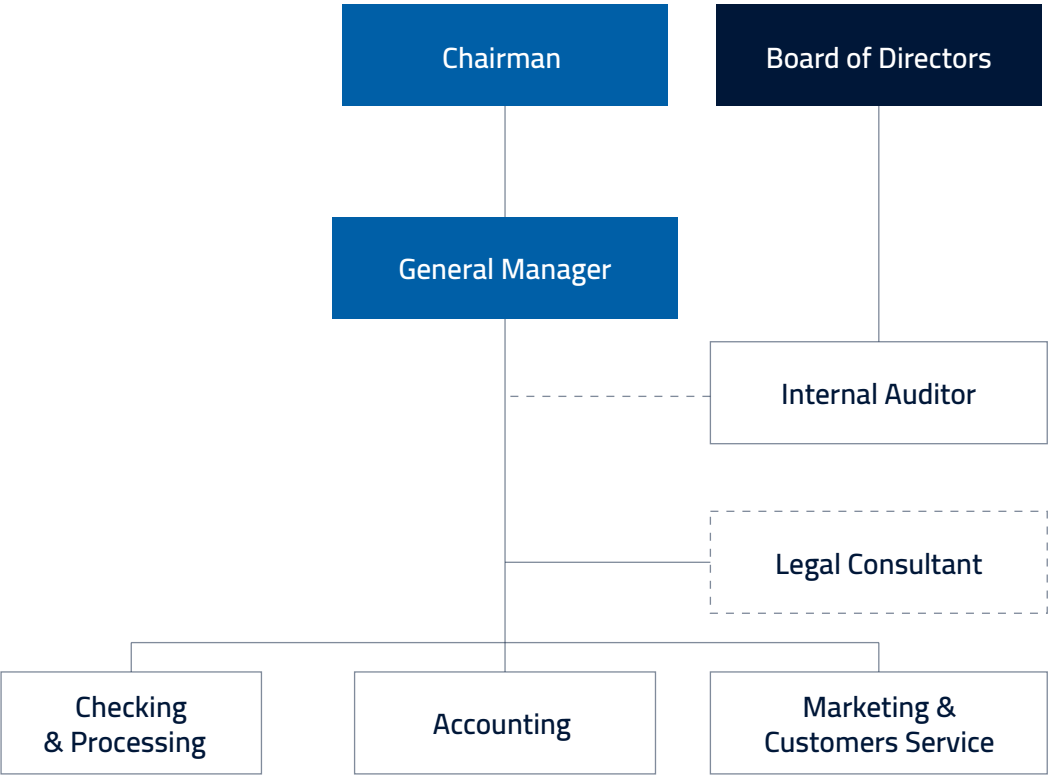 Chairman
Board of Directors
General Manager
Internal Auditor
Legal Consultant
Checking
& Processing
Accounting
Marketing &
Customers Service